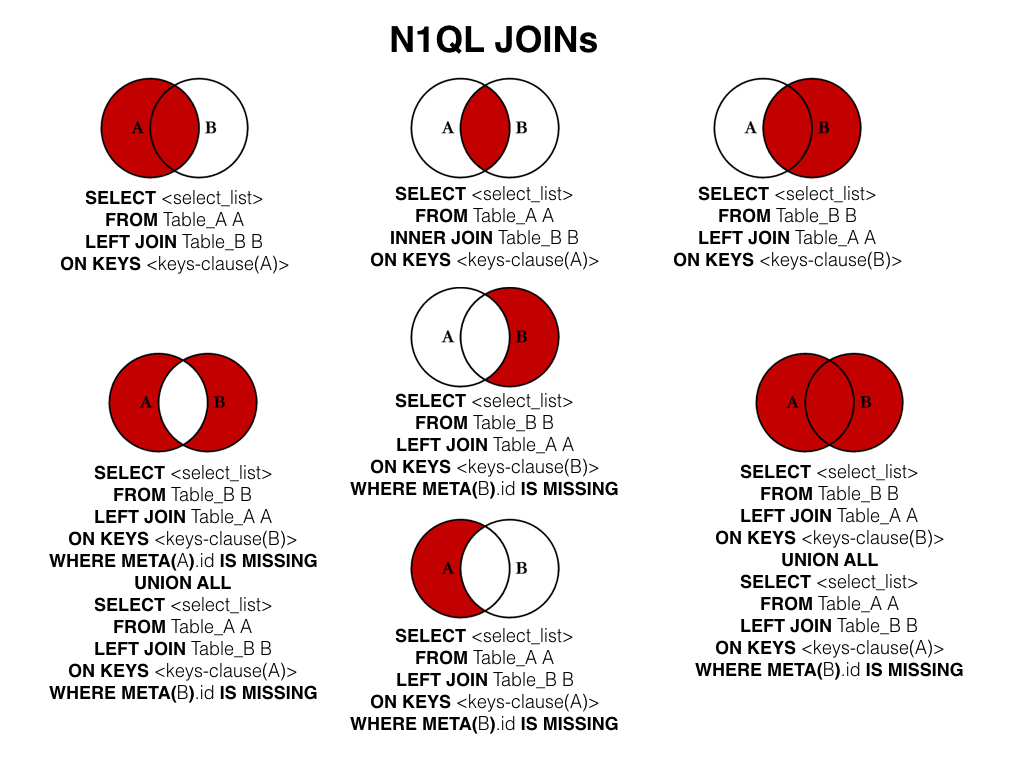 N1QL JOINs
A B
SELECT <select_list>
FROM Table_A A
LEFT JOIN Table_B B
ON KEYS <keys-clause(A)>
A B
SELECT <select_list>
FROM Table_A A
INNER JOIN Table_B B
ON KEYS <keys-clause(A)>
A B
SELECT <select_list>
FROM Table_B B
LEFT JOIN Table_A A
ON KEYS <keys-clause(B)>
A B
SELECT <select_list>
FROM Table_B B
LEFT JOIN Table_A A
ON KEYS <keys-clause(B)>
WHERE META(B).id IS MISSING
A B
SELECT <select_list>
FROM Table_B B
LEFT JOIN Table_A A
ON KEYS <keys-clause(B)>
WHERE META(A).id IS MISSING
UNION ALL
SELECT <select_list>
FROM Table_A A
LEFT JOIN Table_B B
ON KEYS <keys-clause(A)>
WHERE META(B).id IS MISSING
A B
SELECT <select_list>
FROM Table_A A
LEFT JOIN Table_B B
ON KEYS <keys-clause(A)>
WHERE META(B).id IS MISSING
A B
SELECT <select_list>
FROM Table_B B
LEFT JOIN Table_A A
ON KEYS <keys-clause(B)>
UNION ALL
SELECT <select_list>
FROM Table_A A
LEFT JOIN Table_B B
ON KEYS <keys-clause(A)>
WHERE META(B).id IS MISSING